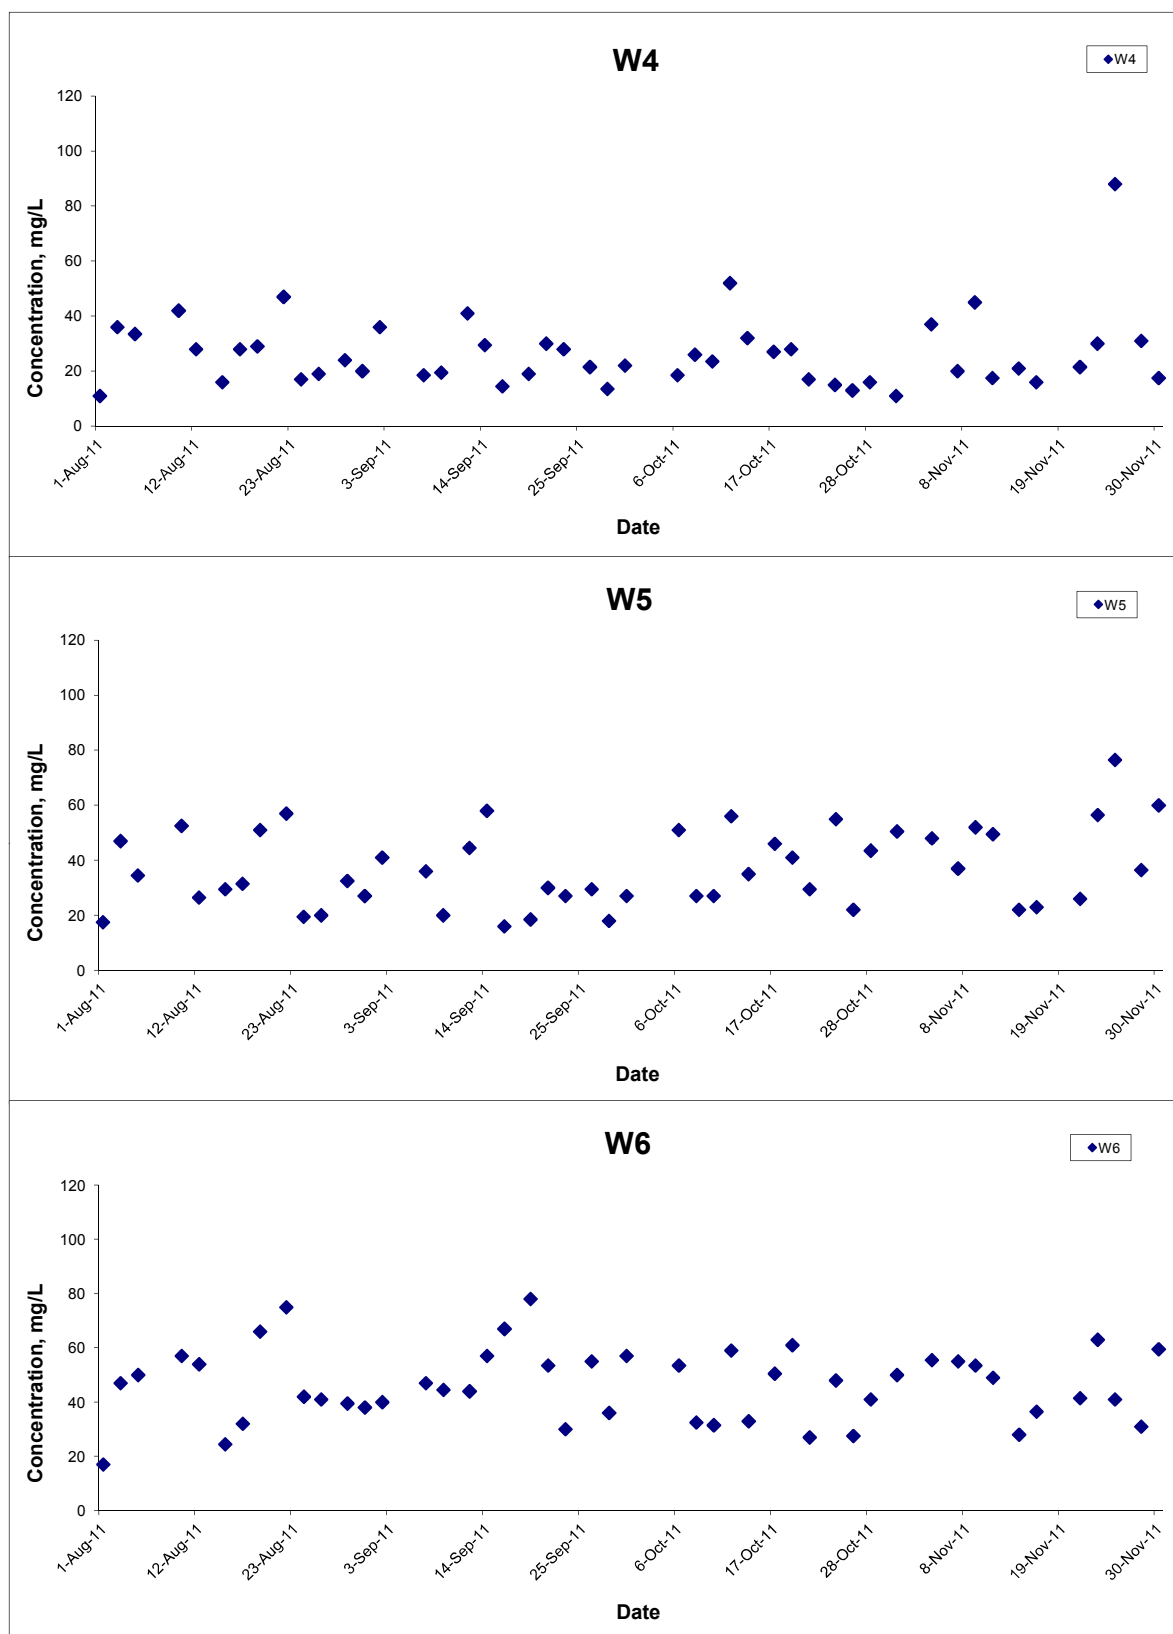 W4
W4
120
100
80
60
40
20
0
Concentration, mg/L
1-Aug-11 12-Aug-11 23-Aug-11 3-Sep-11 14-Sep-11 25-Sep-11 6-Oct-11 17-Oct-11 28-Oct-11 8-Nov-11 19-Nov-11 30-Nov-11
Date
W5
W5
120
100
80
60
40
20
0
Concentration, mg/L
1-Aug-11 12-Aug-11 23-Aug-11 3-Sep-11 14-Sep-11 25-Sep-11 6-Oct-11 17-Oct-11 28-Oct-11 8-Nov-11 19-Nov-11 30-Nov-11
Date
W6
W6
120
100
80
60
40
20
0
Concentration, mg/L
1-Aug-11 12-Aug-11 23-Aug-11 3-Sep-11 14-Sep-11 25-Sep-11 6-Oct-11 17-Oct-11 28-Oct-11 8-Nov-11 19-Nov-11 30-Nov-11
Date